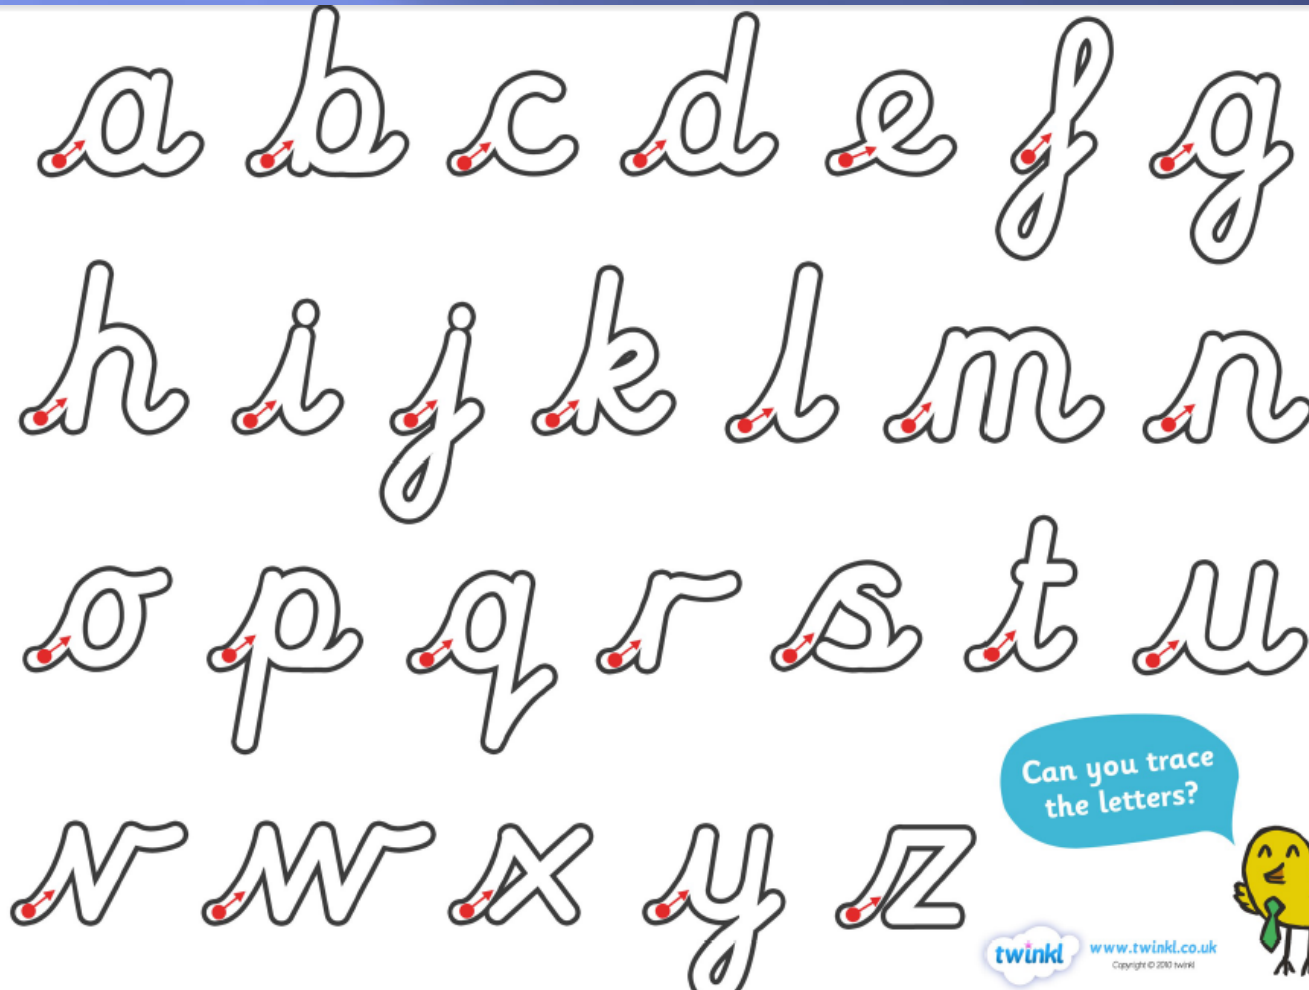 a b c d e f g
h i j k l m n
o p q r s t u
v w x y z
Can you trace
the letters?
twinkl
www.twinkl.co.uk
Copyright © 2010 twinkl